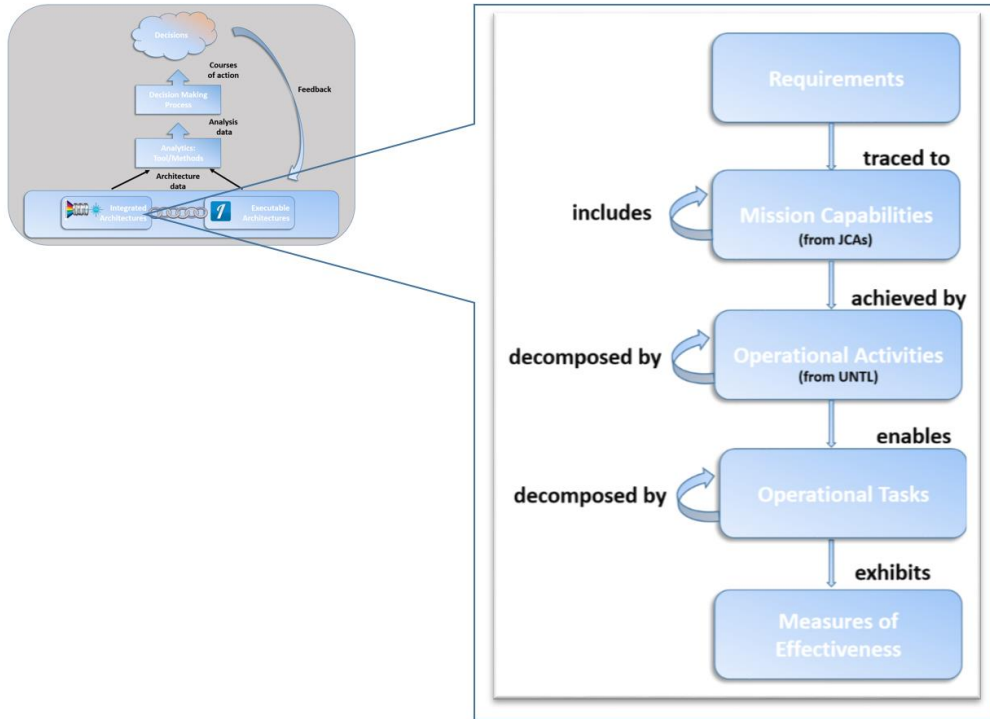 Decisions
Courses
of action
Feedback
Decision Making
Process
Analysis
data
Analytics:
Tool/Methods
Architecture
data
Integrated
Architectures
Executable
Architectures
Requirements
traced to
includes
Mission Capabilities
(from JCAs)
achieved by
decomposed by
Operational Activities
(from UNTL)
enables
decomposed by
Operational Tasks
exhibits
Measures of
Effectiveness